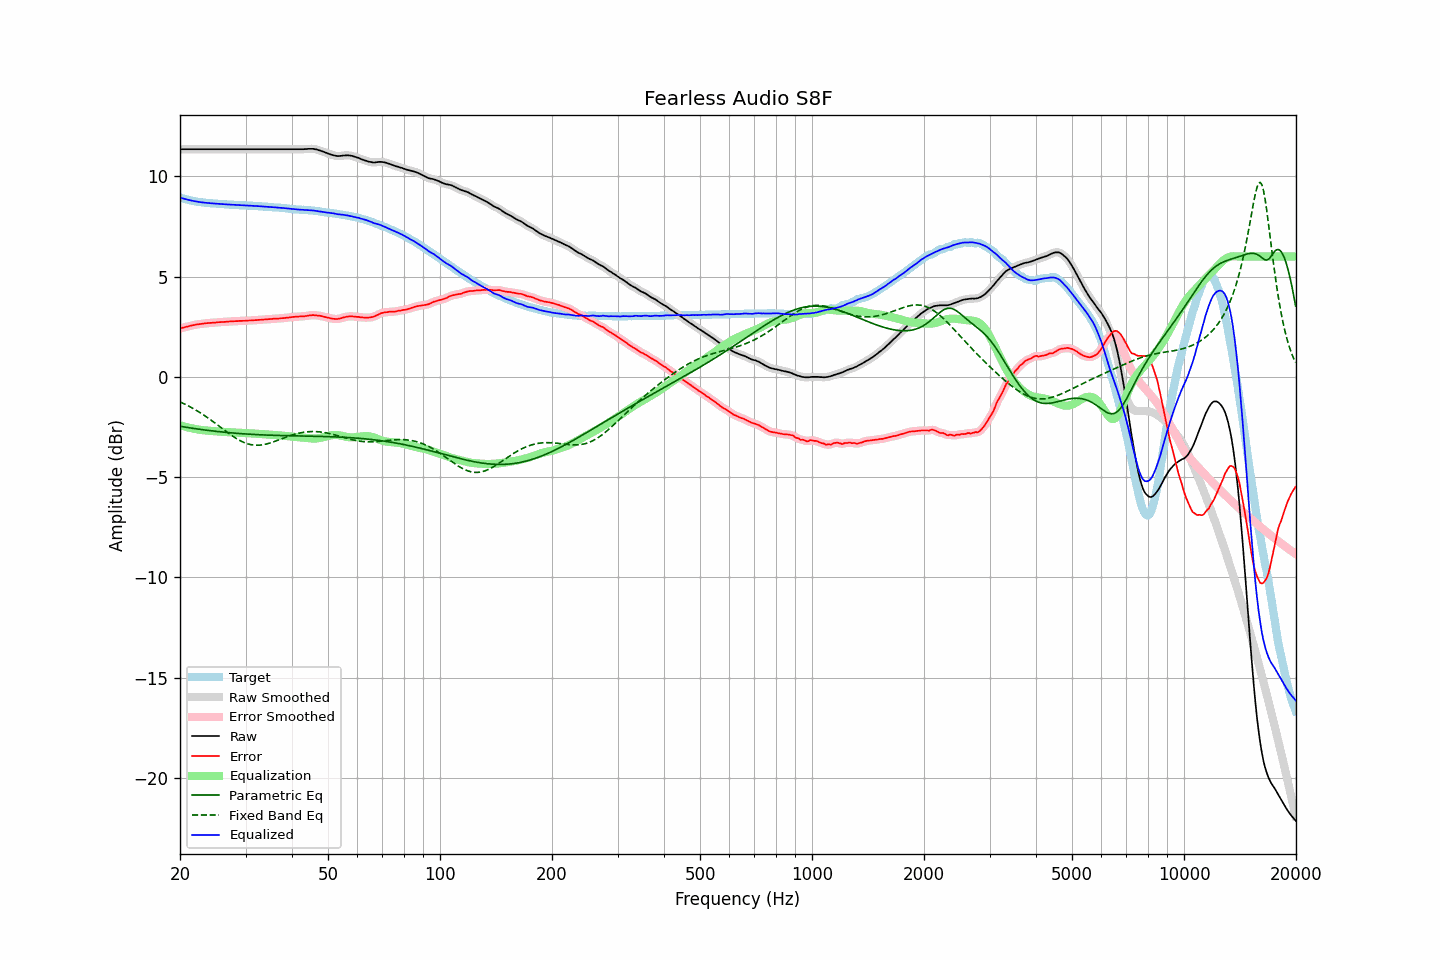 Fearless Audio S8F
Amplitude (dBr)
10
5
0
−5
−10
−15
−20
Target
Raw Smoothed
Error Smoothed
Raw
Error
Equalization
Parametric Eq
Fixed Band Eq
Equalized
20 50 100 200 500 1000 2000 5000 10000 20000
Frequency (Hz)